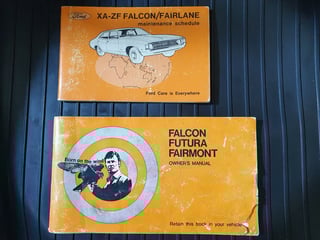 Ford
XA-ZF FALCON/FAIRLANE
maintenance schedule
Ford Care is Everywhere
Born on the wind
FALCON
FUTURA
FAIRMONT
OWNER'S MANUAL
Retain this book in your vehicle